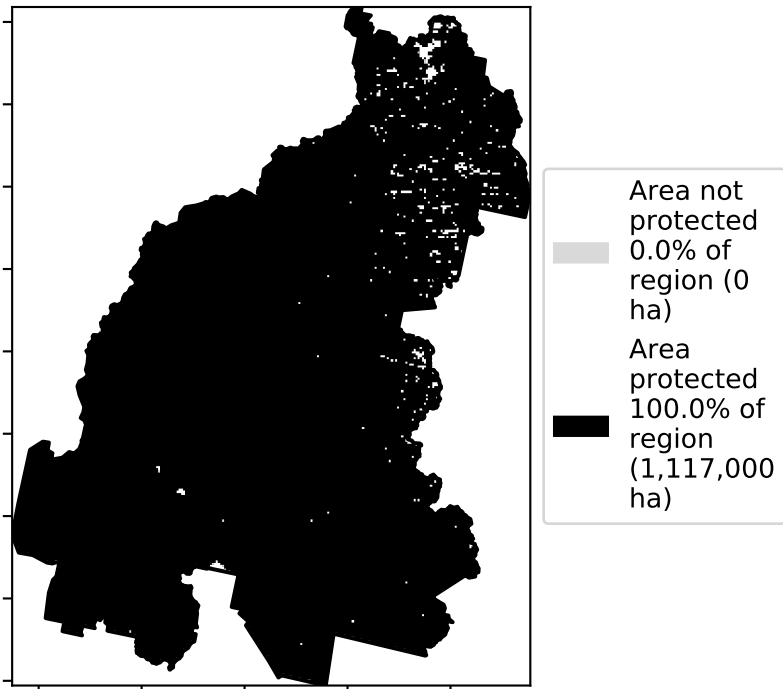 Area not
protected
0.0% of
region (0
ha)
Area
protected
100.0% of
region
(1,117,000
ha)